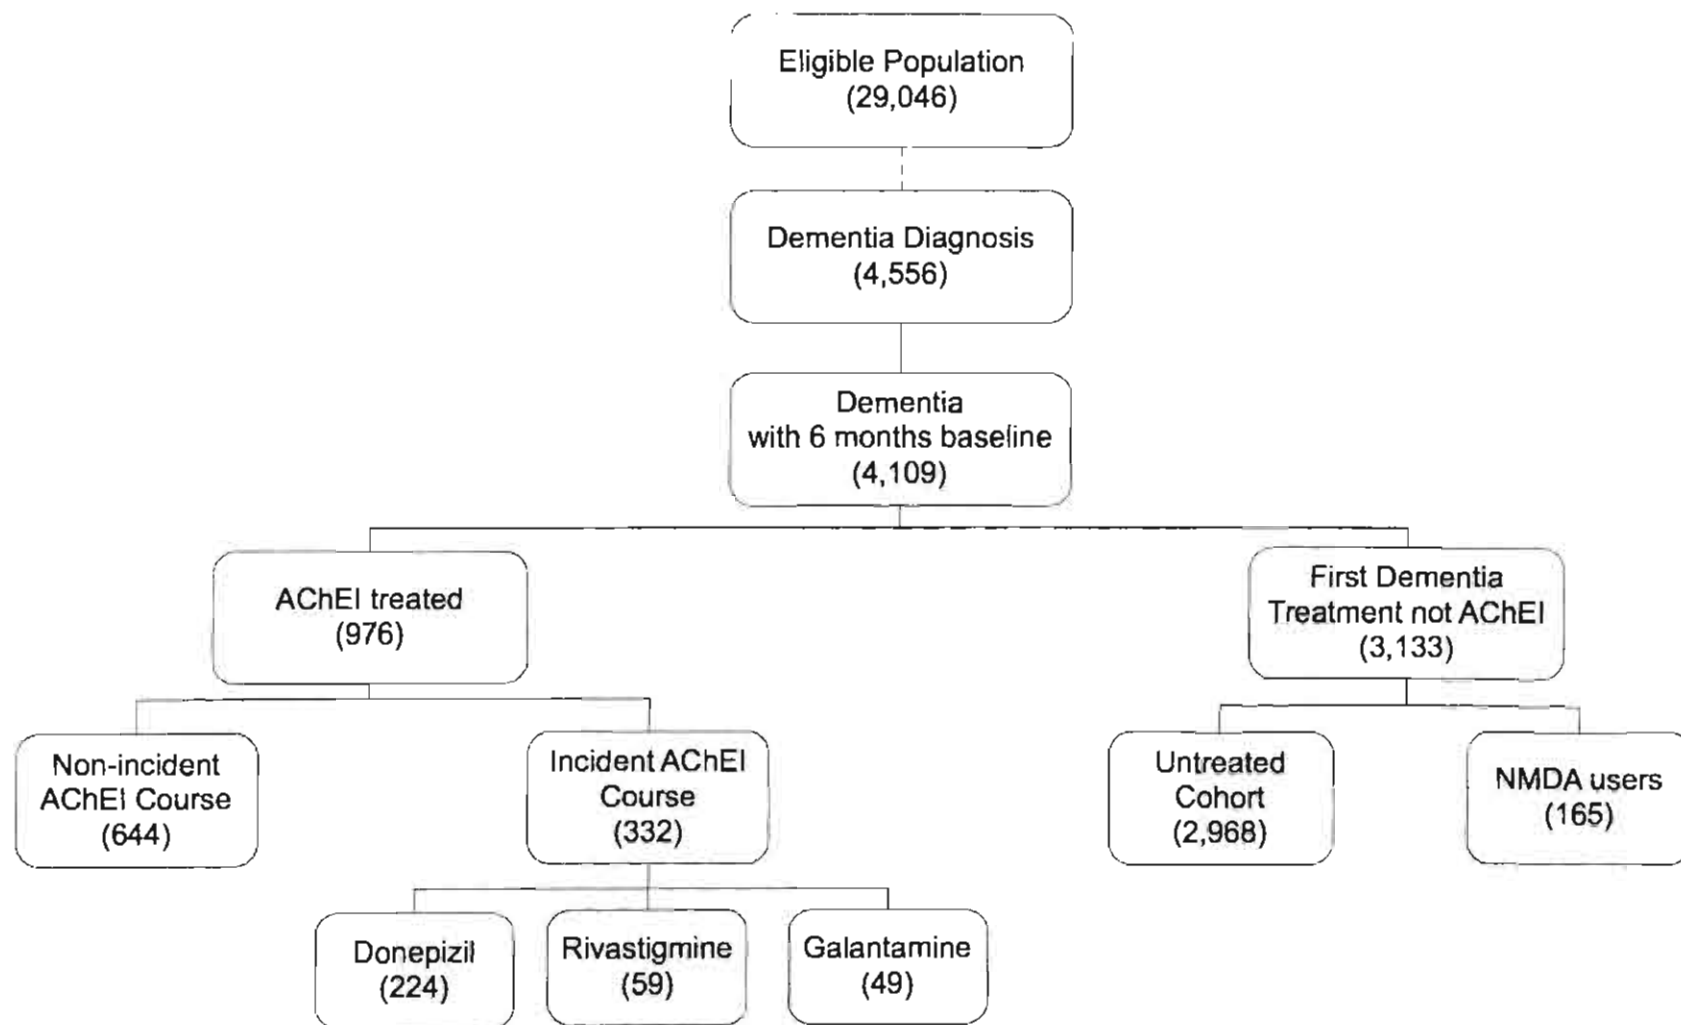 Eligible Population
(29,046)
Dementia Diagnosis
(4,556)
Dementia
with 6 months baseline
(4,109)
AChEI treated
(976)
First Dementia
Treatment not AChEI
(3,133)
Non-incident
AChEI Course
(644)
Incident AChEI
Course
(332)
Untreated
Cohort
(2,968)
NMDA users
(165)
Donepizil
(224)
Rivastigmine
(59)
Galantamine
(49)